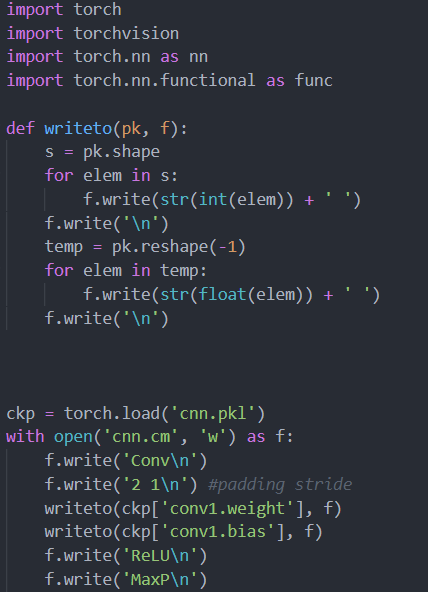 import torch
import torchvision
import torch.nn as nn
import torch.nn.functional as func
def writeto(pk, f):
    s = pk.shape
    for elem in s:
        f.write(str(int(elem)) + ' ')
    f.write('\n')
    temp = pk.reshape(-1)
    for elem in temp:
        f.write(str(float(elem)) + ' ')
    f.write('\n')
ckp = torch.load('cnn.pkl')
with open('cnn.cm', 'w') as f:
    f.write('Conv\n')
    f.write('2 1\n') #padding stride
    writeto(ckp['conv1.weight'], f)
    writeto(ckp['conv1.bias'], f)
    f.write('ReLU\n')
    f.write('MaxP\n')